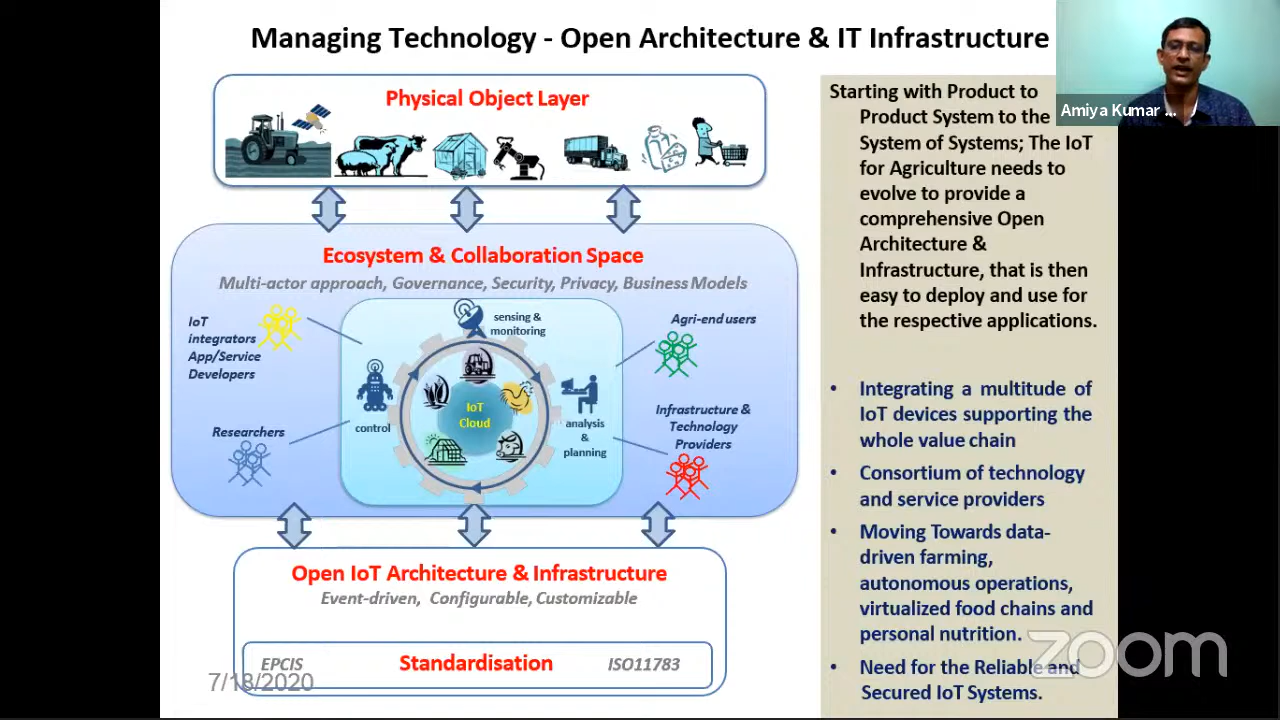 Managing Technology - Open Architecture & IT Infrastructure
Amiya Kumar ...
Physical Object Layer
Ecosystem & Collaboration Space
Multi-actor approach, Governance, Security, Privacy, Business Models
IoT
integrators
App/Service
Developers
Researchers
sensing &
monitoring
control
IoT
Cloud
analysis
&
planning
Agri-end users
Infrastructure &
Technology
Providers
Open IoT Architecture & Infrastructure
Event-driven, Configurable, Customizable
EPCIS
Standardisation
ISO11783
7/18/2020
Starting with Product to
Product System to the
System of Systems; The IoT
for Agriculture needs to
evolve to provide a
comprehensive Open
Architecture &
Infrastructure, that is then
easy to deploy and use for
the respective applications.
• Integrating a multitude of
IoT devices supporting the
whole value chain
• Consortium of technology
and service providers
• Moving Towards data-
driven farming,
autonomous operations,
virtualized food chains and
personal nutrition.
• Need for the Reliable and
Secured IoT Systems.
zoom